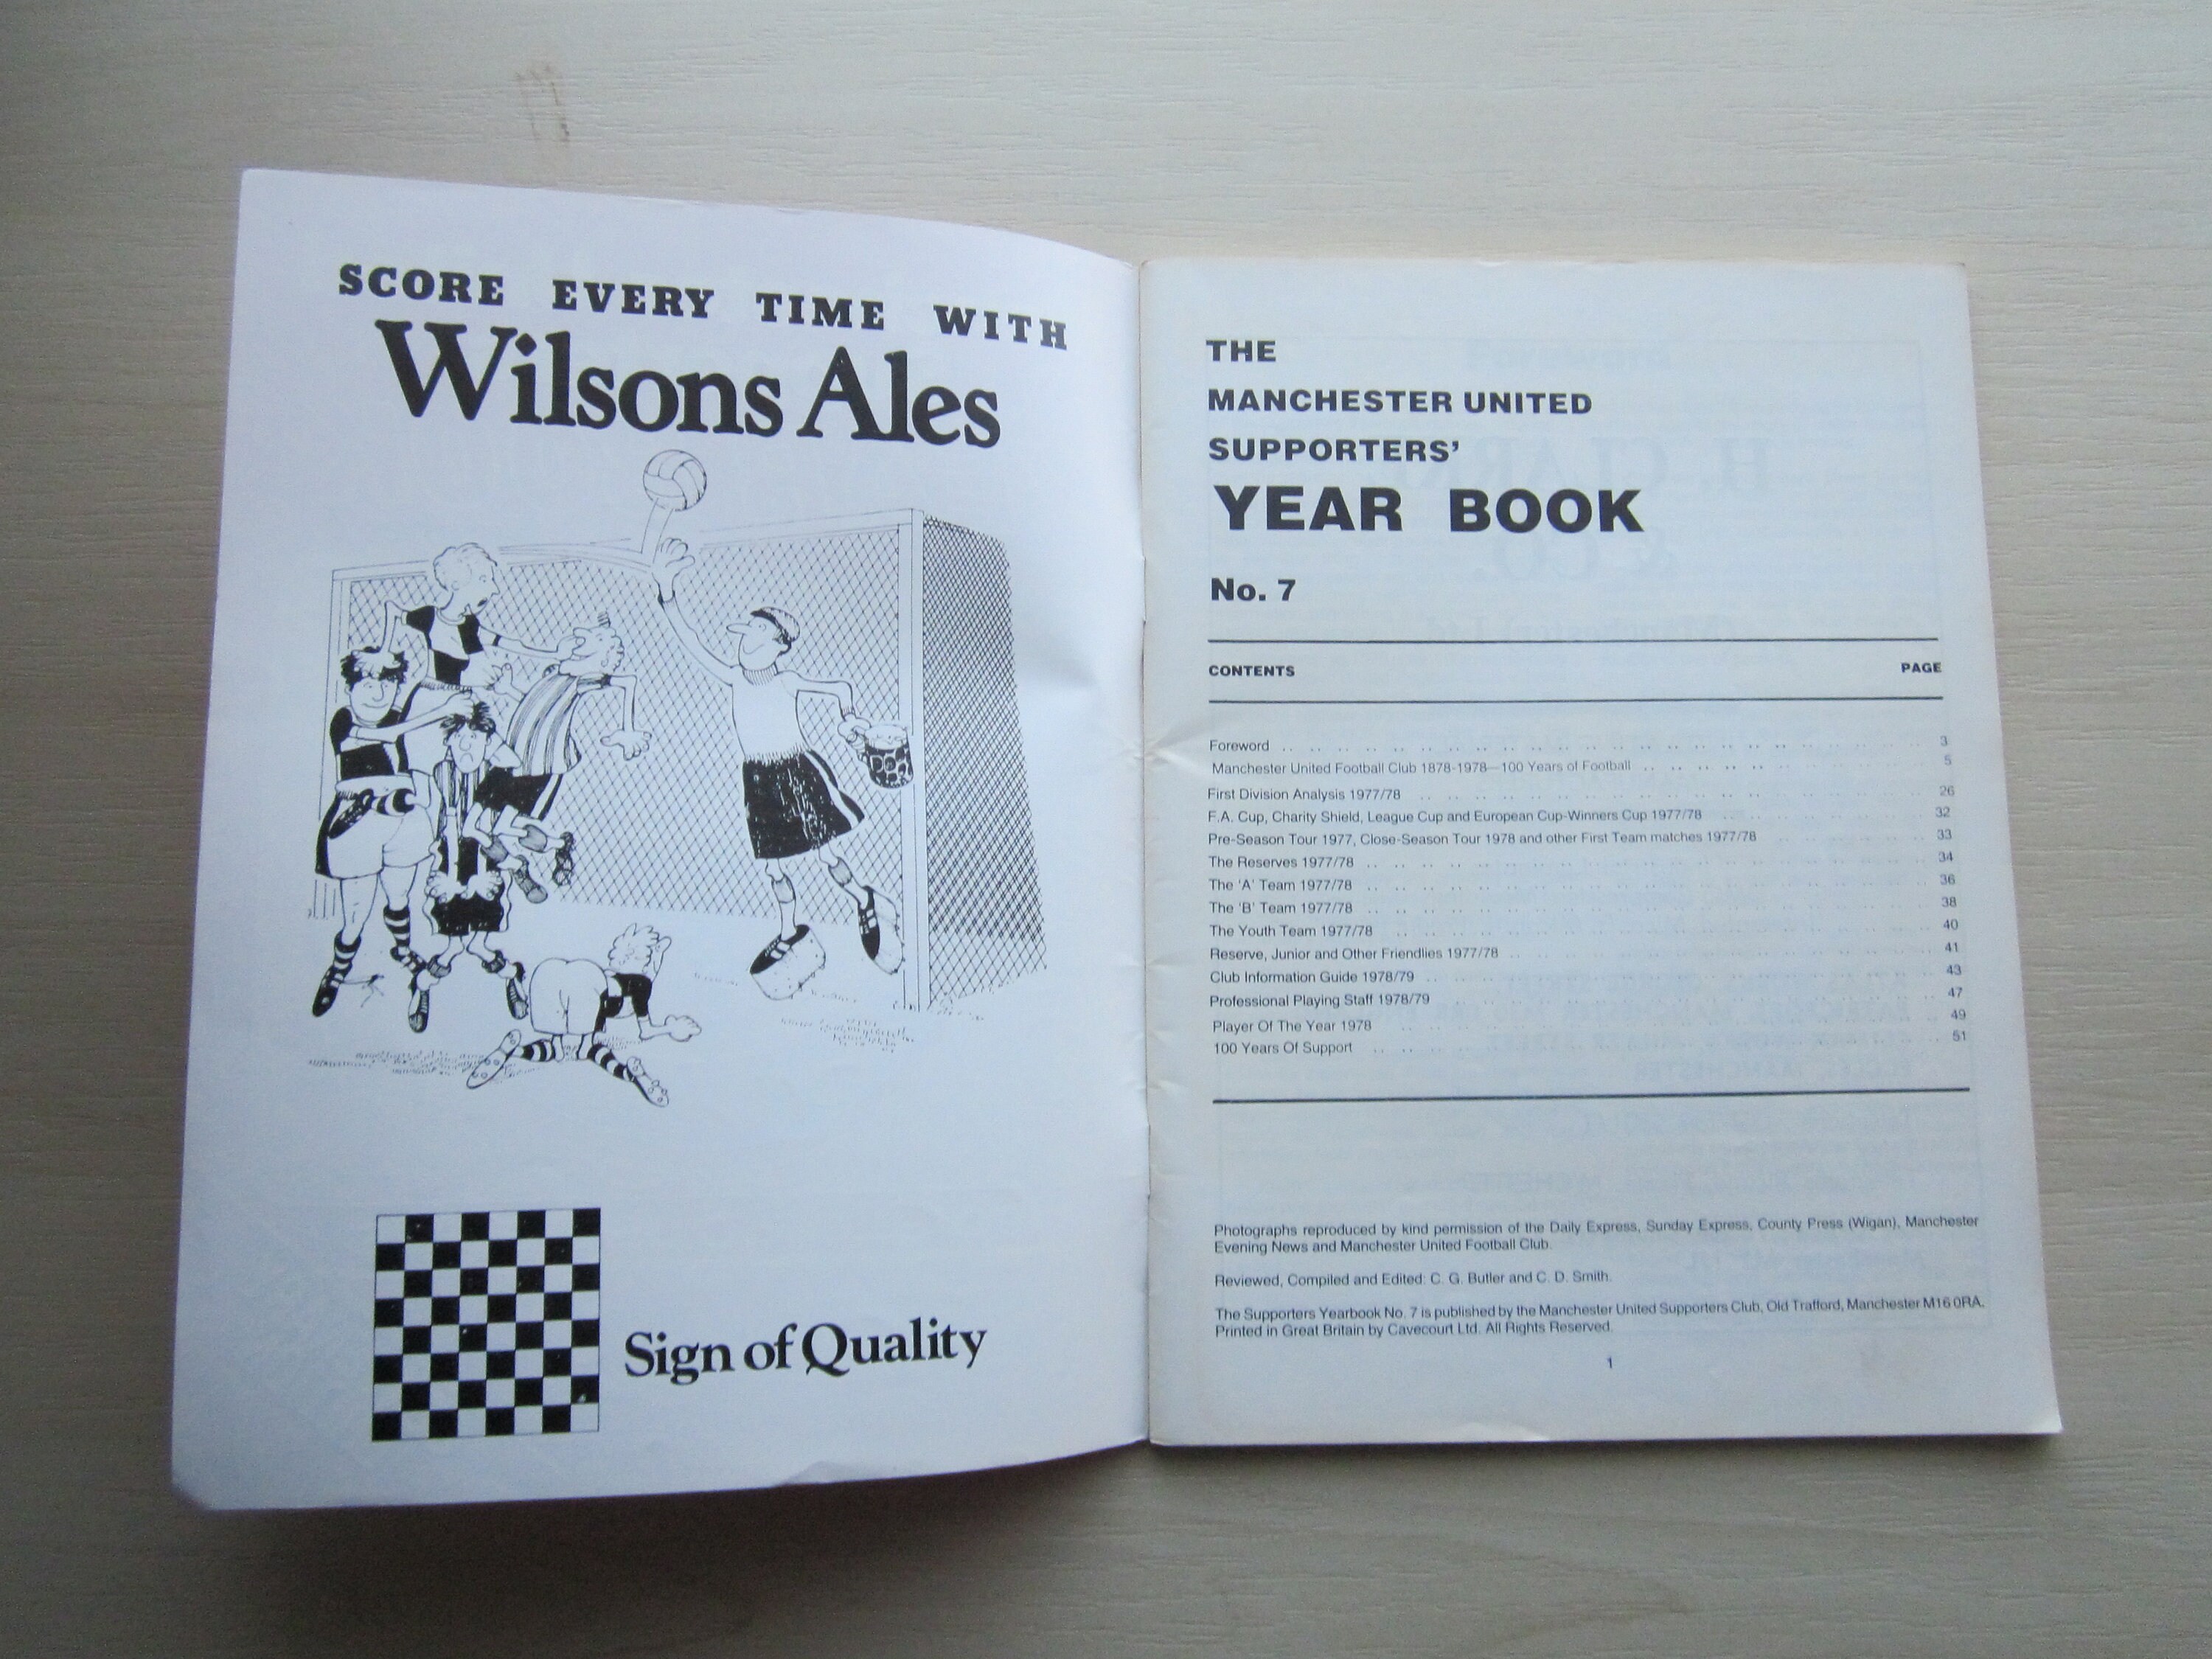 SCORE EVERY TIME WITH
Wilsons Ales
Sign of Quality
THE
MANCHESTER UNITED
SUPPORTERS'
YEAR BOOK
No. 7
CONTENTS PAGE
Foreword 3
Manchester United Football Club 1878-1978—100 Years of Football 5
First Division Analysis 1977/78 26
F.A. Cup, Charity Shield, League Cup and European Cup-Winners Cup 1977/78 32
Pre-Season Tour 1977, Close-Season Tour 1978 and other First Team matches 1977/78 33
The Reserves 1977/78 34
The 'A' Team 1977/78 36
The 'B' Team 1977/78 38
The Youth Team 1977/78 40
Reserve, Junior and Other Friendlies 1977/78 41
Club Information Guide 1978/79 43
Professional Playing Staff 1978/79 47
Player Of The Year 1978 49
100 Years Of Support 51
Photographs reproduced by kind permission of the Daily Express, Sunday Express, County Press (Wigan), Manchester
Evening News and Manchester United Football Club.
Reviewed, Compiled and Edited: C. G. Butler and C. D. Smith.
The Supporters Yearbook No. 7 is published by the Manchester United Supporters Club, Old Trafford, Manchester M16 0RA.
Printed in Great Britain by Cavecourt Ltd. All Rights Reserved.
1